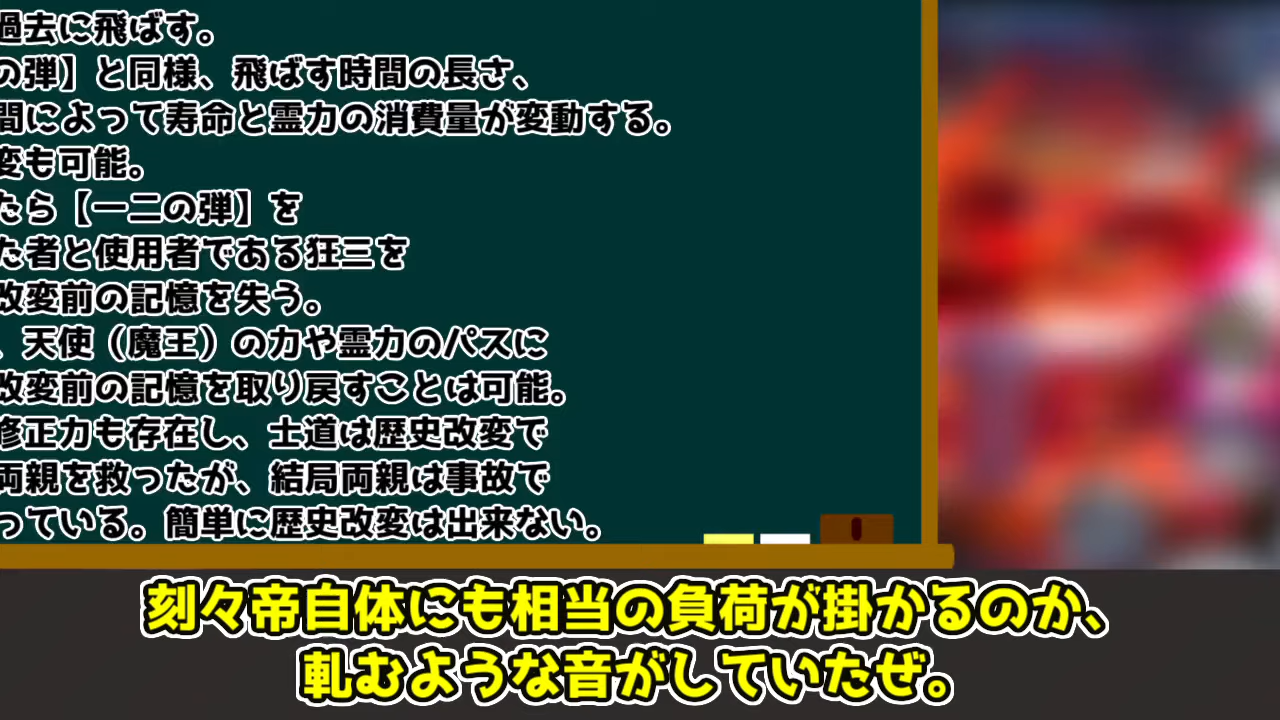 過去に飛ばす。
の弾】と同様、飛ばす時間の長さ、
間によって寿命と霊力の消費量が変動する。
変も可能。
たら【一二の弾】を
た者と使用者である狂三を
改変前の記憶を失う。
、天使（魔王）の力や霊力のパスに
改変前の記憶を取り戻すことは可能。
修正力も存在し、士道は歴史改変で
両親を救ったが、結局両親は事故で
っている。簡単に歴史改変は出来ない。
刻々帝自体にも相当の負荷が掛かるのか、
軋むような音がしていたぜ。